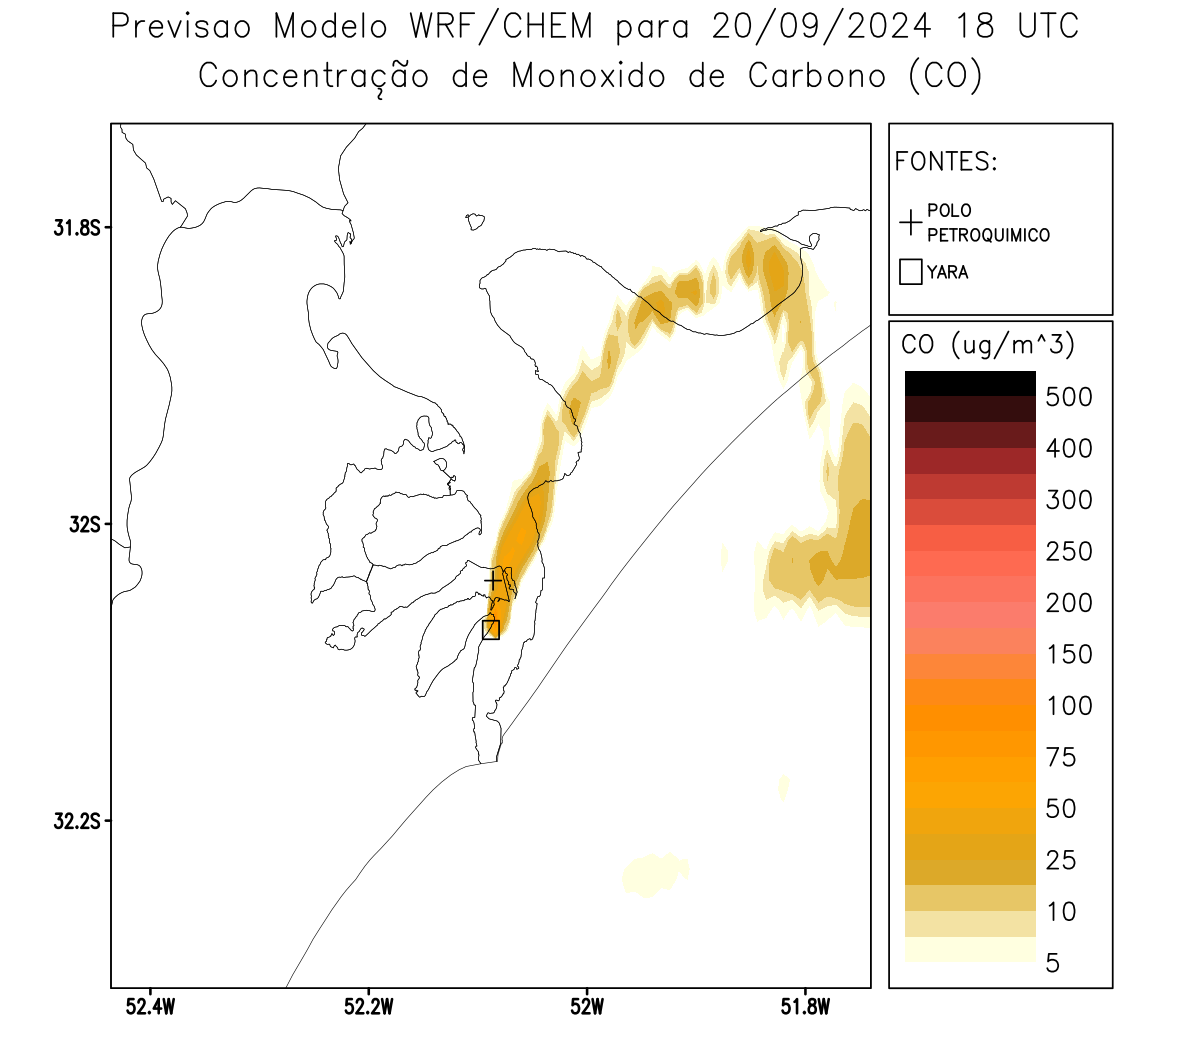 Previsao Modelo WRF/CHEM para 20/09/2024 18 UTC
Concentração de Monoxido de Carbono (CO)
FONTES:
POLO
PETROQUIMICO
YARA
CO (ug/m^3)
500
400
300
250
200
150
100
75
50
25
10
5
31.8S
32S
32.2S
52.4W
52.2W
52W
51.8W